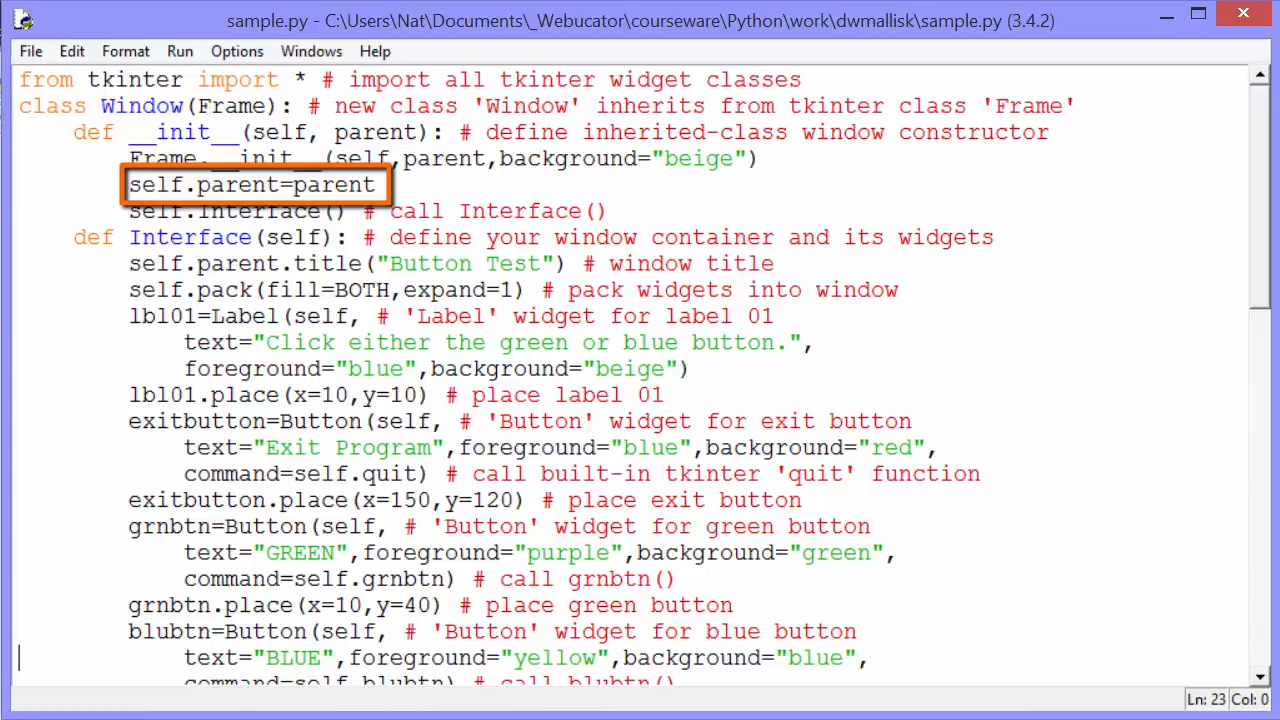 sample.py - C:\Users\Nat\Documents\_Webucator\courseware\Python\work\dwmallisk\sample.py (3.4.2)
File Edit Format Run Options Windows Help
from tkinter import * # import all tkinter widget classes
class Window(Frame): # new class 'Window' inherits from tkinter class 'Frame'
    def __init__(self, parent): # define inherited-class window constructor
        Frame.__init__(self,parent,background="beige")
        self.parent=parent
        self.Interface() # call Interface()
    def Interface(self): # define your window container and its widgets
        self.parent.title("Button Test") # window title
        self.pack(fill=BOTH,expand=1) # pack widgets into window
        lbl01=Label(self, # 'Label' widget for label 01
            text="Click either the green or blue button.",
            foreground="blue",background="beige")
        lbl01.place(x=10,y=10) # place label 01
        exitbutton=Button(self, # 'Button' widget for exit button
            text="Exit Program",foreground="blue",background="red",
            command=self.quit) # call built-in tkinter 'quit' function
        exitbutton.place(x=150,y=120) # place exit button
        grnbtn=Button(self, # 'Button' widget for green button
            text="GREEN",foreground="purple",background="green",
            command=self.grnbtn) # call grnbtn()
        grnbtn.place(x=10,y=40) # place green button
        blubtn=Button(self, # 'Button' widget for blue button
            text="BLUE",foreground="yellow",background="blue",
            command=self.blubtn) # call blubtn()
Ln: 23 Col: 0